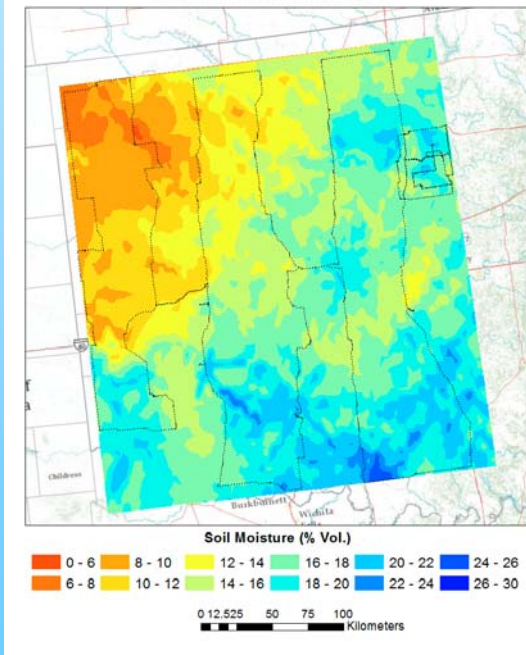 Childress
Burkburnett
Wichita
Soil Moisture (% Vol.)
0 - 6
8 - 10
12 - 14
16 - 18
20 - 22
24 - 26
6 - 8
10 - 12
14 - 16
18 - 20
22 - 24
26 - 30
0 12.525 50 75 100
Kilometers